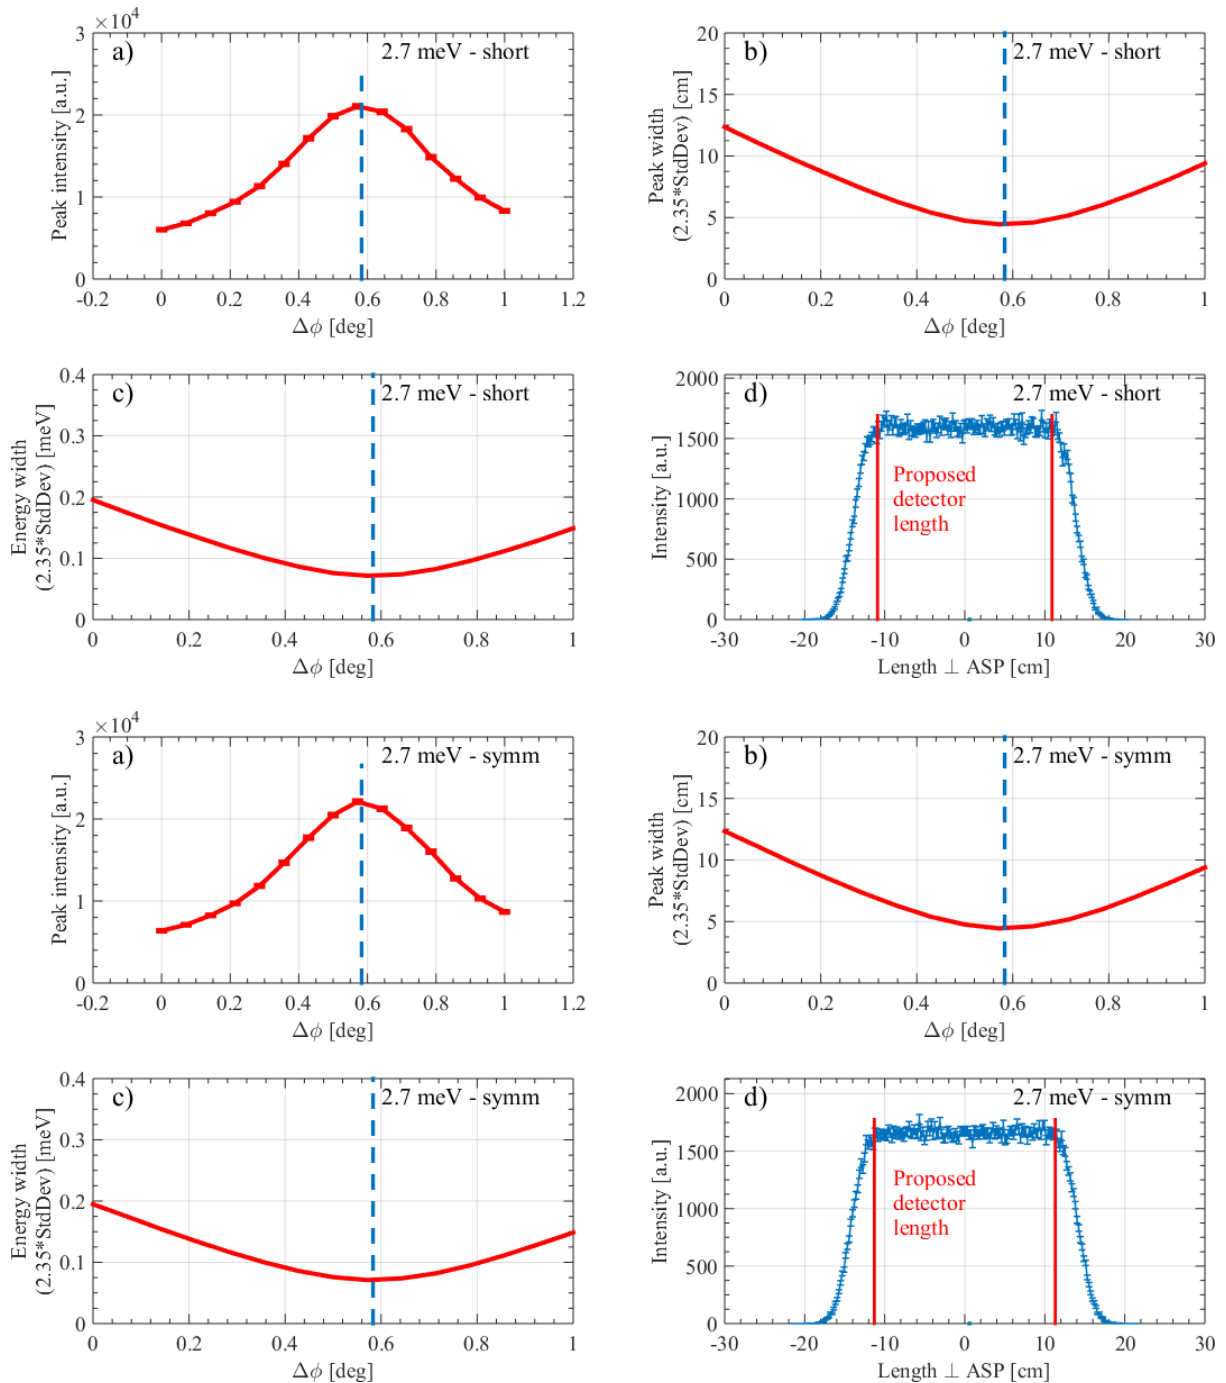 ×10⁴
a) 2.7 meV - short
Peak intensity [a.u.]
3
2
1
0
-0.2 0 0.2 0.4 0.6 0.8 1 1.2
Δϕ [deg]
b) 2.7 meV - short
Peak width
(2.35*StdDev) [cm]
20
15
10
5
0
0 0.2 0.4 0.6 0.8 1
Δϕ [deg]
c) 2.7 meV - short
Energy width
(2.35*StdDev) [meV]
0.4
0.3
0.2
0.1
0
0 0.2 0.4 0.6 0.8 1
Δϕ [deg]
d) 2.7 meV - short
Intensity [a.u.]
2000
1500
1000
500
0
Proposed
detector
length
-30 -20 -10 0 10 20 30
Length ⊥ ASP [cm]
×10⁴
a) 2.7 meV - symm
Peak intensity [a.u.]
3
2
1
0
-0.2 0 0.2 0.4 0.6 0.8 1 1.2
Δϕ [deg]
b) 2.7 meV - symm
Peak width
(2.35*StdDev) [cm]
20
15
10
5
0
0 0.2 0.4 0.6 0.8 1
Δϕ [deg]
c) 2.7 meV - symm
Energy width
(2.35*StdDev) [meV]
0.4
0.3
0.2
0.1
0
0 0.2 0.4 0.6 0.8 1
Δϕ [deg]
d) 2.7 meV - symm
Intensity [a.u.]
2000
1500
1000
500
0
Proposed
detector
length
-30 -20 -10 0 10 20 30
Length ⊥ ASP [cm]